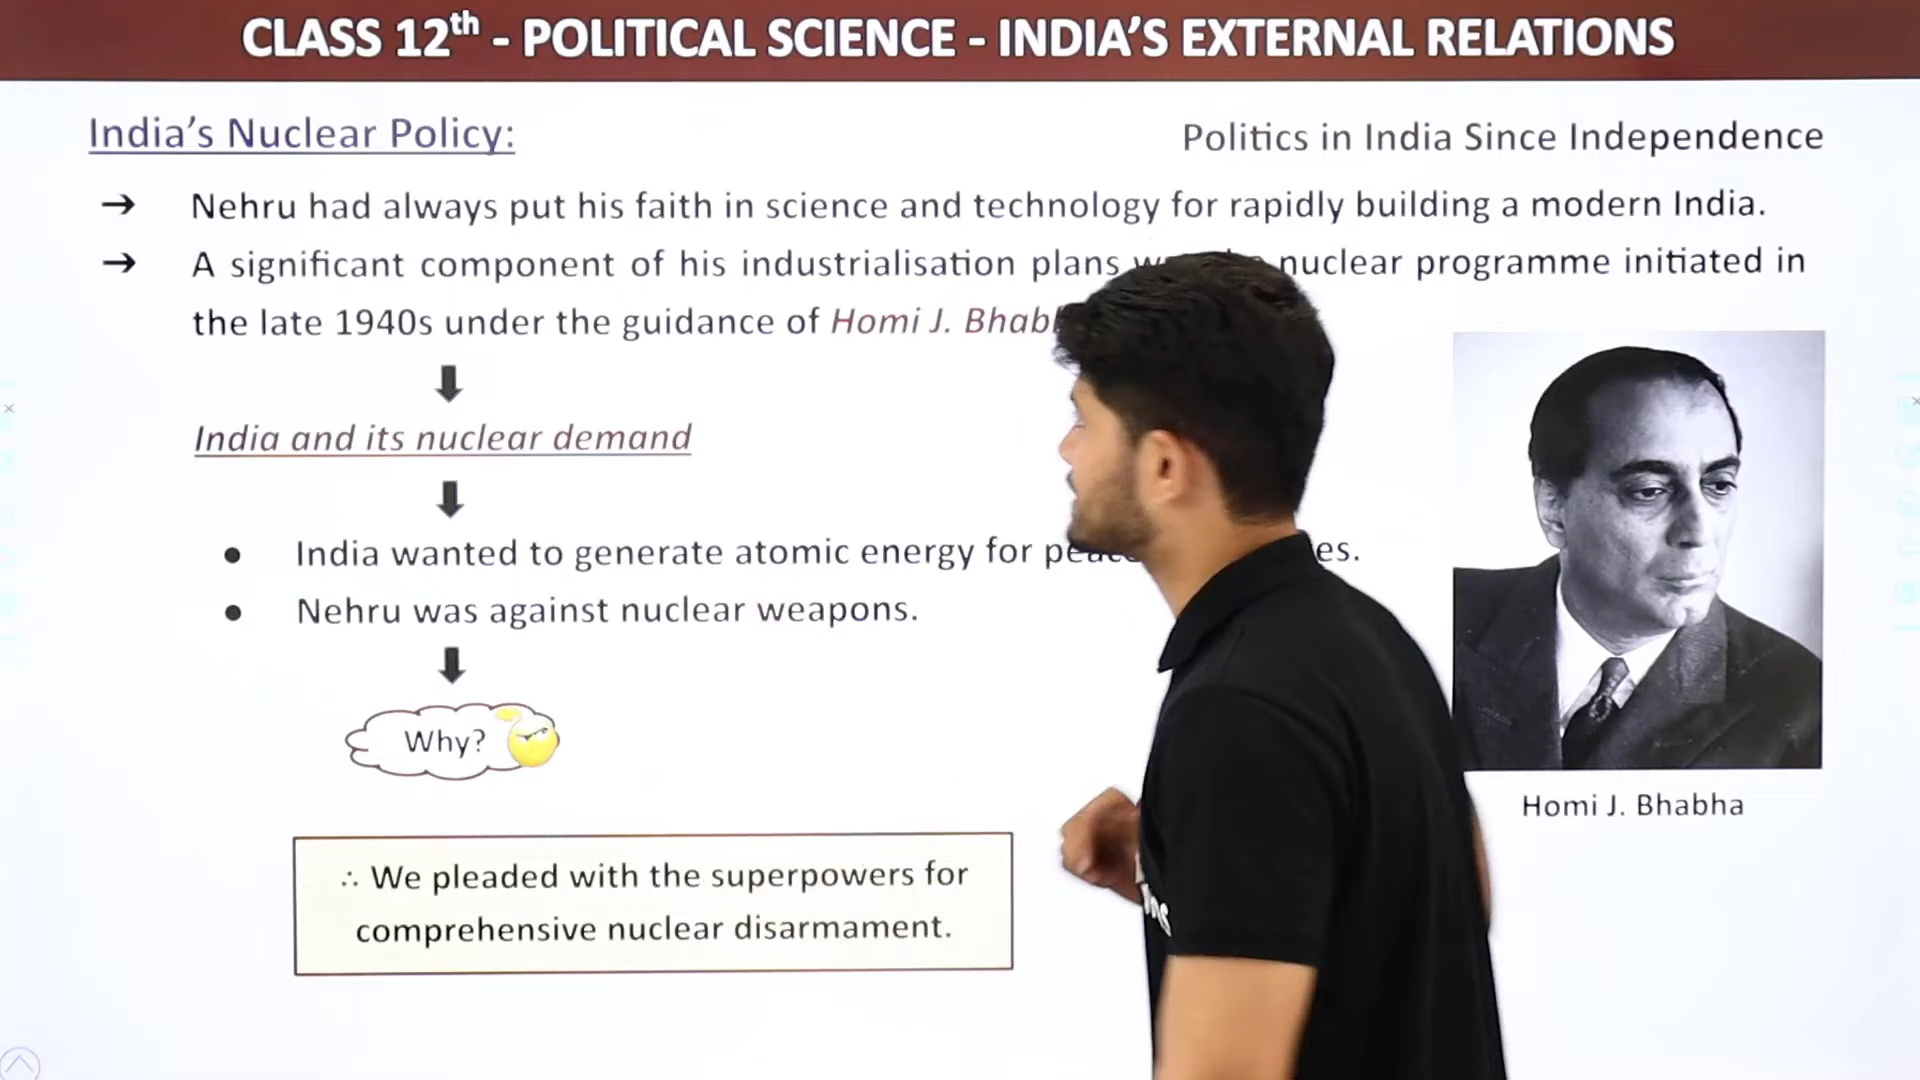 CLASS 12th - POLITICAL SCIENCE - INDIA'S EXTERNAL RELATIONS
India's Nuclear Policy:
Politics in India Since Independence
→ Nehru had always put his faith in science and technology for rapidly building a modern India.
→ A significant component of his industrialisation plans nuclear programme initiated in
the late 1940s under the guidance of Homi J. Bhab
India and its nuclear demand
● India wanted to generate atomic energy for es.
● Nehru was against nuclear weapons.
Why?
∴ We pleaded with the superpowers for
comprehensive nuclear disarmament.
Homi J. Bhabha